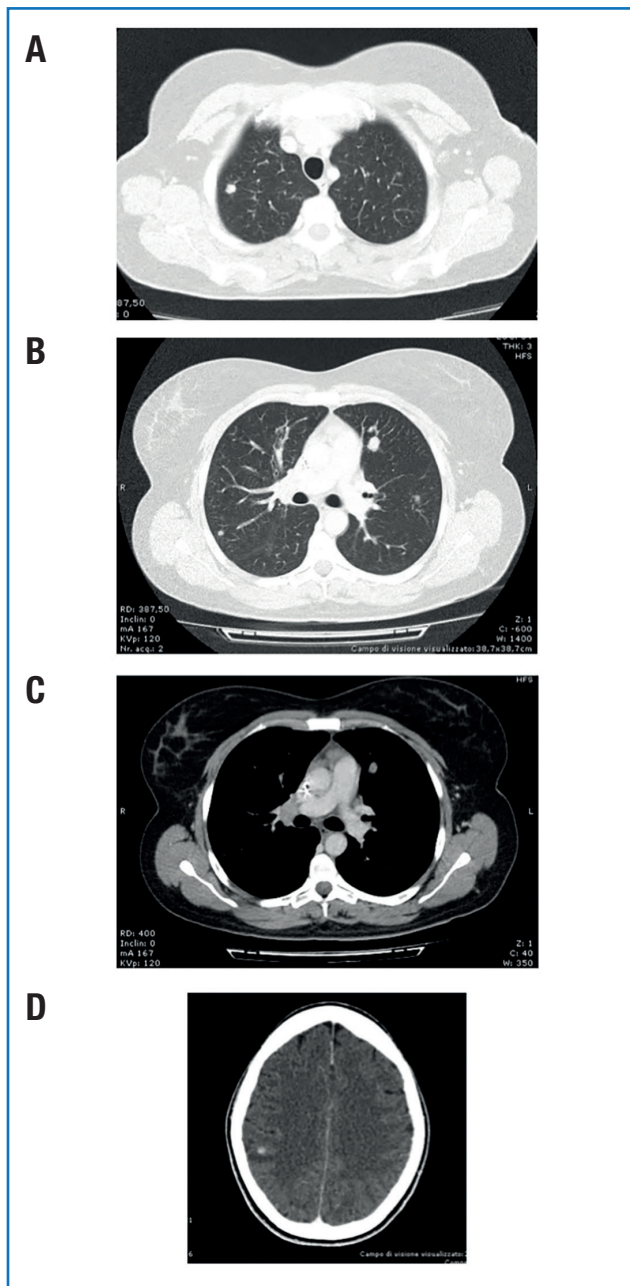 A
87,50
: 0
B
THK: 3
HFS
R
L
RD: 387,50
Inclin: 0
mA 167
KVp: 120
Nr. acq.: 2
Z: 1
C: -600
W: 1400
Campo di visione visualizzato: 38.7x38.7cm
C
HFS
R
L
RD: 400
Inclin: 0
mA 167
KVp: 120
Z: 1
C: 40
W: 350
D
1
6
Campo di visione visualizzato: